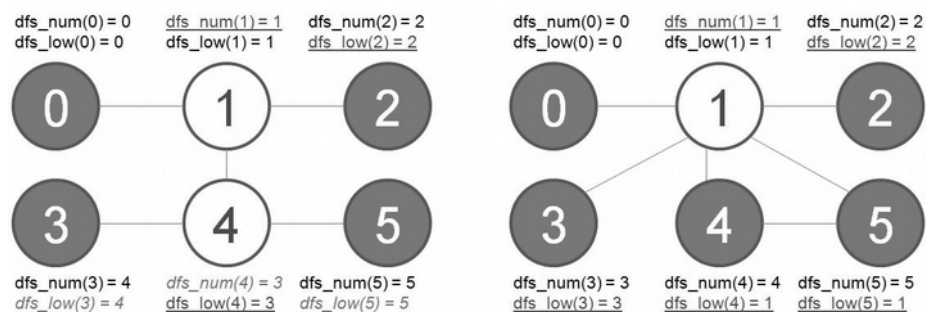 dfs_num(0) = 0 dfs_num(1) = 1 dfs_num(2) = 2 dfs_num(0) = 0 dfs_num(1) = 1 dfs_num(2) = 2
dfs_low(0) = 0 dfs_low(1) = 1 dfs_low(2) = 2 dfs_low(0) = 0 dfs_low(1) = 1 dfs_low(2) = 2
0 1 2 0 1 2
3 4 5 3 4 5
dfs_num(3) = 4 dfs_num(4) = 3 dfs_num(5) = 5 dfs_num(3) = 3 dfs_num(4) = 4 dfs_num(5) = 5
dfs_low(3) = 4 dfs_low(4) = 3 dfs_low(5) = 5 dfs_low(3) = 3 dfs_low(4) = 1 dfs_low(5) = 1